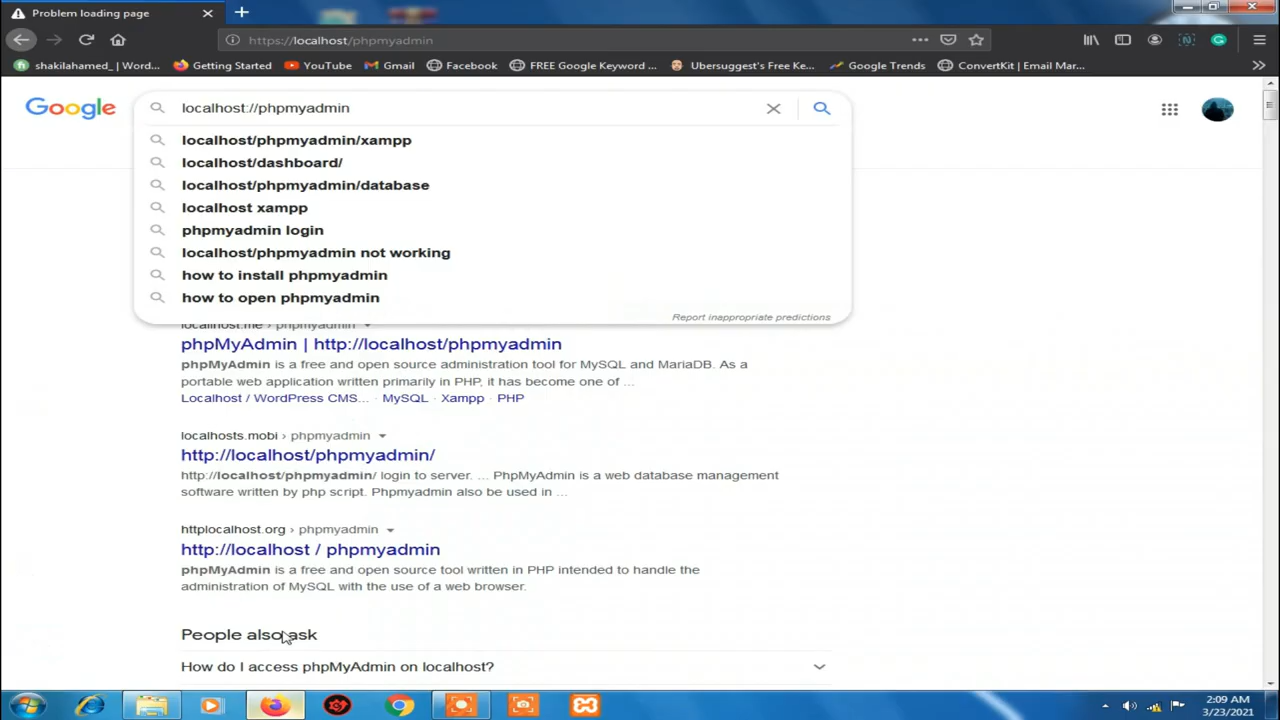 Problem loading page
https://localhost/phpmyadmin
shakilahamed_ | Word...
Getting Started
YouTube
Gmail
Facebook
FREE Google Keyword ...
Ubersuggest's Free Ke...
Google Trends
ConvertKit | Email Mar...
Google
localhost://phpmyadmin
localhost/phpmyadmin/xampp
localhost/dashboard/
localhost/phpmyadmin/database
localhost xampp
phpmyadmin login
localhost/phpmyadmin not working
how to install phpmyadmin
how to open phpmyadmin
Report inappropriate predictions
phpmyadmin
phpMyAdmin | http://localhost/phpmyadmin
phpMyAdmin is a free and open source administration tool for MySQL and MariaDB. As a
portable web application written primarily in PHP, it has become one of ...
Localhost / WordPress CMS... · MySQL · Xampp · PHP
localhosts.mobi › phpmyadmin
http://localhost/phpmyadmin/
http://localhost/phpmyadmin/ login to server. ... PhpMyAdmin is a web database management
software written by php script. Phpmyadmin also be used in ...
httplocalhost.org › phpmyadmin
http://localhost / phpmyadmin
phpMyAdmin is a free and open source tool written in PHP intended to handle the
administration of MySQL with the use of a web browser.
People also ask
How do I access phpMyAdmin on localhost?
2:09 AM
3/23/2021